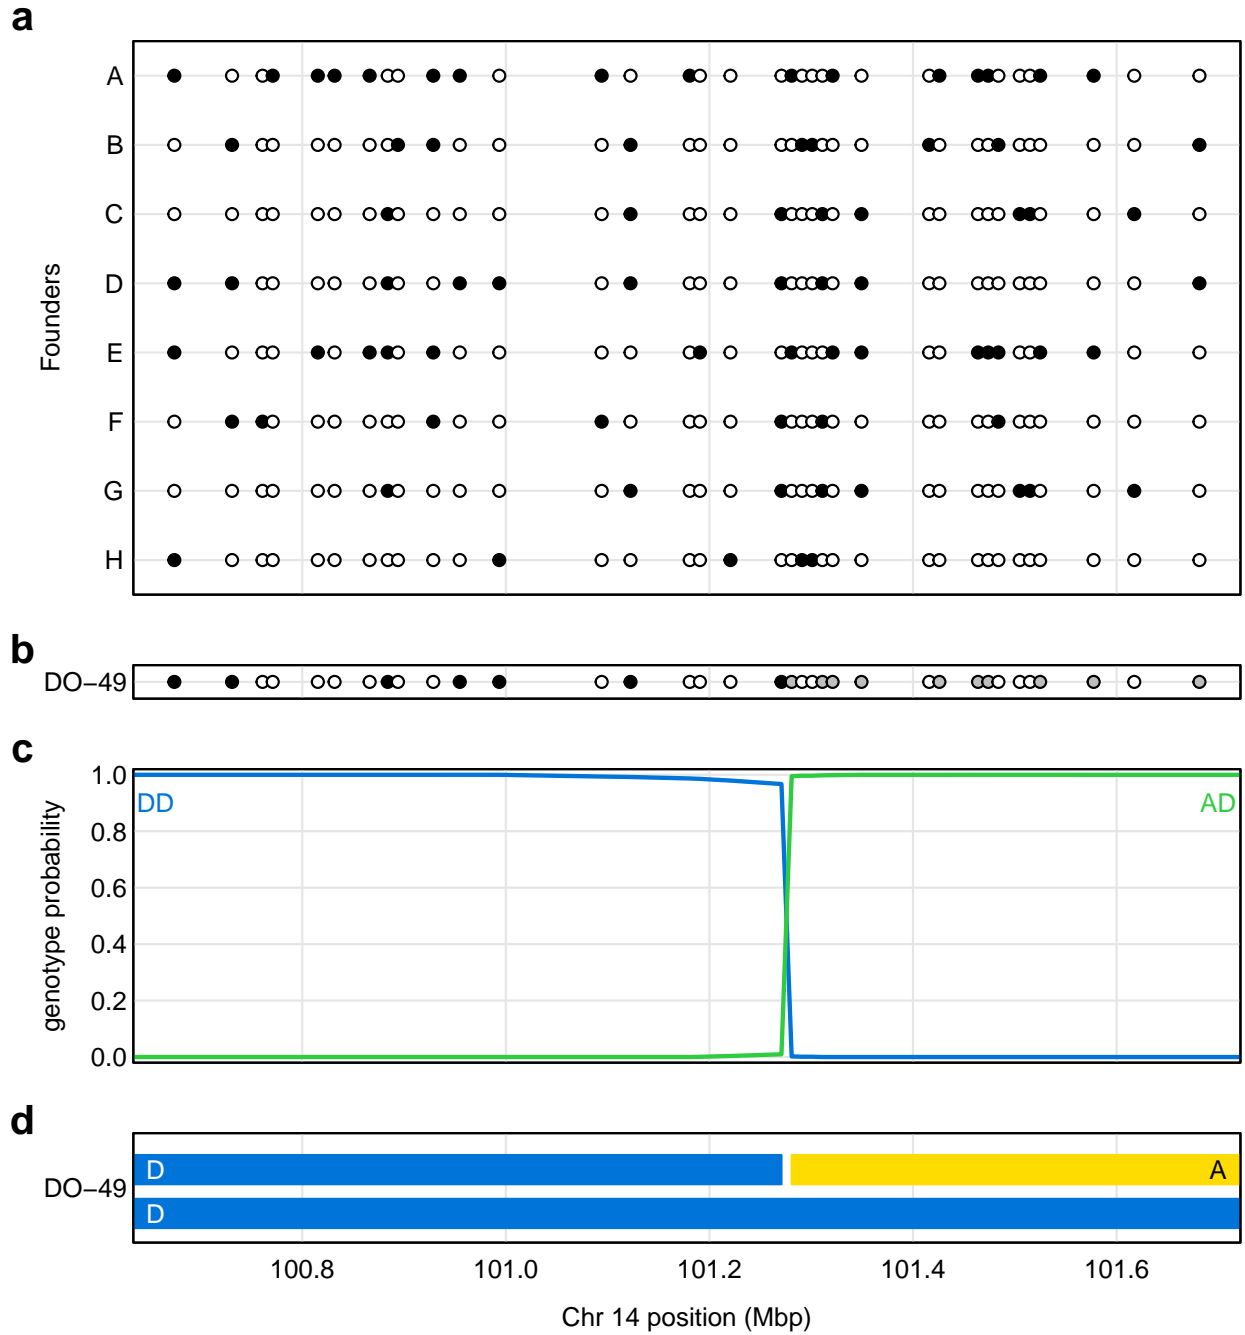 a
Founders
A
B
C
D
E
F
G
H
b
DO−49
c
genotype probability
1.0
0.8
0.6
0.4
0.2
0.0
DD
AD
d
DO−49
D
A
D
100.8 101.0 101.2 101.4 101.6
Chr 14 position (Mbp)